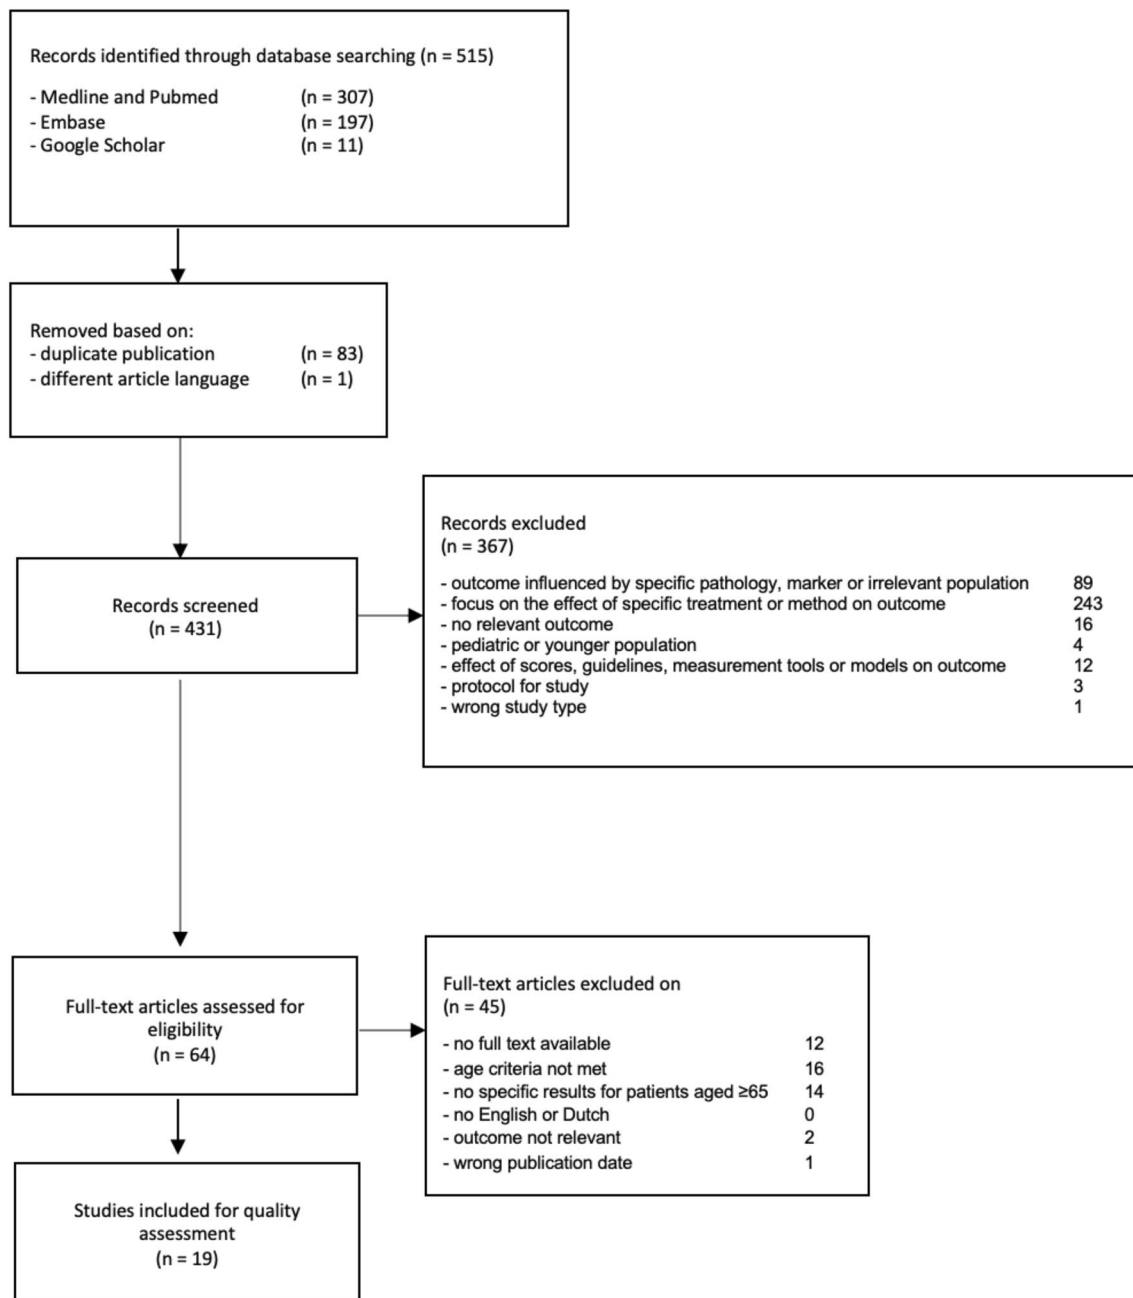 Records identified through database searching (n = 515)
- Medline and Pubmed (n = 307)
- Embase (n = 197)
- Google Scholar (n = 11)
Removed based on:
- duplicate publication (n = 83)
- different article language (n = 1)
Records screened
(n = 431)
Records excluded
(n = 367)
- outcome influenced by specific pathology, marker or irrelevant population 89
- focus on the effect of specific treatment or method on outcome 243
- no relevant outcome 16
- pediatric or younger population 4
- effect of scores, guidelines, measurement tools or models on outcome 12
- protocol for study 3
- wrong study type 1
Full-text articles assessed for
eligibility
(n = 64)
Full-text articles excluded on
(n = 45)
- no full text available 12
- age criteria not met 16
- no specific results for patients aged ≥65 14
- no English or Dutch 0
- outcome not relevant 2
- wrong publication date 1
Studies included for quality
assessment
(n = 19)